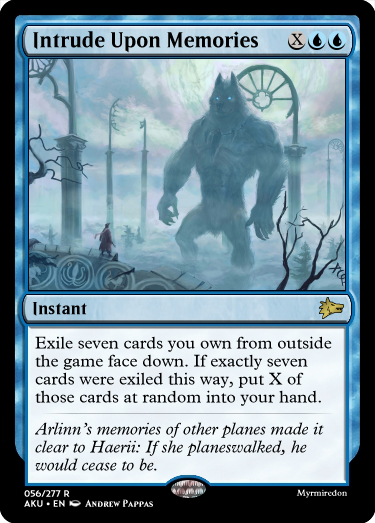 Intrude Upon Memories X
Instant
Exile seven cards you own from outside
the game face down. If exactly seven
cards were exiled this way, put X of
those cards at random into your hand.
Arlinn's memories of other planes made it
clear to Haerii: If she planeswalked, he
would cease to be.
056/277 R
AKU • EN Andrew Pappas
Myrmiredon